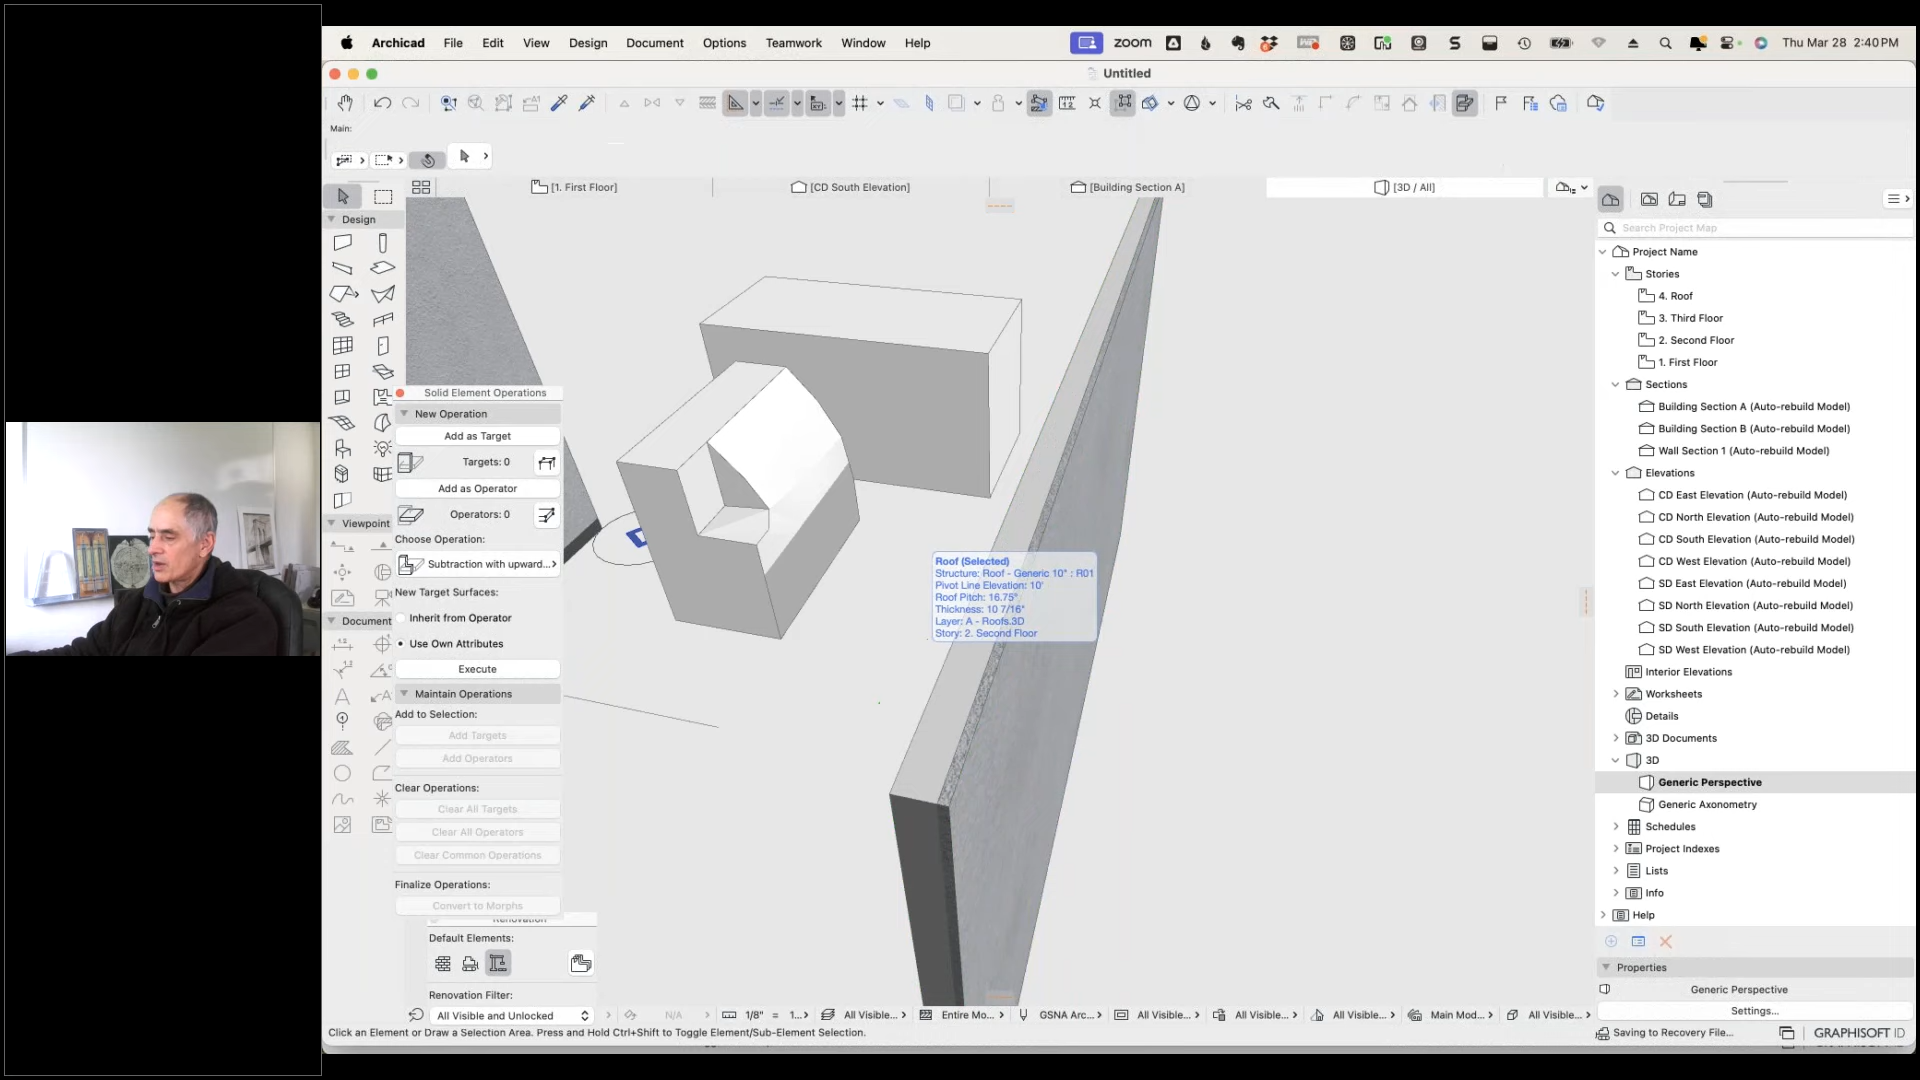 Archicad File Edit View Design Document Options Teamwork Window Help
zoom
Thu Mar 28 2:40 PM
Untitled
Main:
[1. First Floor]
[CD South Elevation]
[Building Section A]
[3D / All]
Design
Viewpoint
Document
Solid Element Operations
New Operation
Add as Target
Targets: 0
Add as Operator
Operators: 0
Choose Operation:
Subtraction with upward...
New Target Surfaces:
Inherit from Operator
Use Own Attributes
Execute
Maintain Operations
Add to Selection:
Add Targets
Add Operators
Clear Operations:
Clear All Targets
Clear All Operators
Clear Common Operations
Finalize Operations:
Convert to Morphs
Renovation
Default Elements:
Renovation Filter:
All Visible and Unlocked
Roof (Selected)
Structure: Roof - Generic 10" : R01
Pivot Line Elevation: 10'
Roof Pitch: 16.75°
Thickness: 10 7/16"
Layer: A - Roofs.3D
Story: 2. Second Floor
Search Project Map
Project Name
Stories
4. Roof
3. Third Floor
2. Second Floor
1. First Floor
Sections
Building Section A (Auto-rebuild Model)
Building Section B (Auto-rebuild Model)
Wall Section 1 (Auto-rebuild Model)
Elevations
CD East Elevation (Auto-rebuild Model)
CD North Elevation (Auto-rebuild Model)
CD South Elevation (Auto-rebuild Model)
CD West Elevation (Auto-rebuild Model)
SD East Elevation (Auto-rebuild Model)
SD North Elevation (Auto-rebuild Model)
SD South Elevation (Auto-rebuild Model)
SD West Elevation (Auto-rebuild Model)
Interior Elevations
Worksheets
Details
3D Documents
3D
Generic Perspective
Generic Axonometry
Schedules
Project Indexes
Lists
Info
Help
Properties
Generic Perspective
Settings...
N/A 1/8" = 1... All Visible... Entire Mo... GSNA Arc... All Visible... All Visible... All Visible... Main Mod... All Visible...
Click an Element or Draw a Selection Area. Press and Hold Ctrl+Shift to Toggle Element/Sub-Element Selection.
Saving to Recovery File...
GRAPHISOFT ID